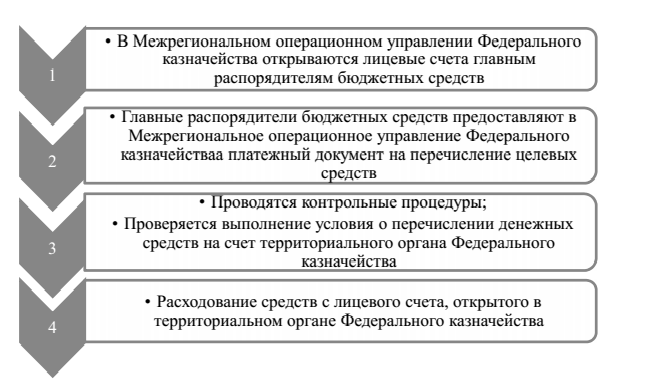 1
• В Межрегиональном операционном управлении Федерального
казначейства открываются лицевые счета главным
распорядителям бюджетных средств
2
• Главные распорядители бюджетных средств предоставляют в
Межрегиональное операционное управление Федерального
казначействаа платежный документ на перечисление целевых
средств
3
• Проводятся контрольные процедуры;
• Проверяется выполнение условия о перечислении денежных
средств на счет территориального органа Федерального
казначейства
4
• Расходование средств с лицевого счета, открытого в
территориальном органе Федерального казначейства